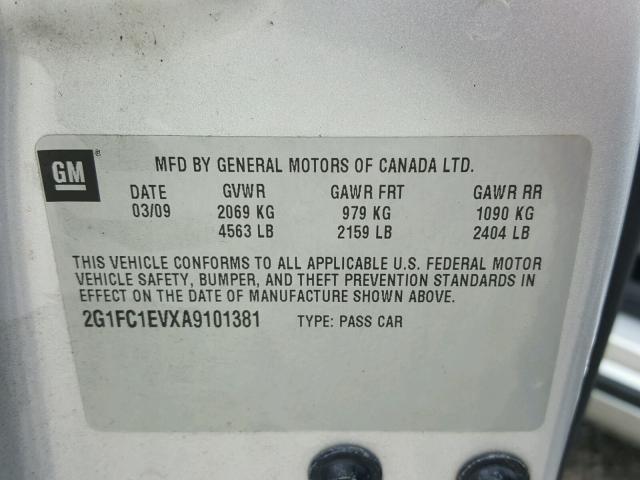 GM ®
MFD BY GENERAL MOTORS OF CANADA LTD.
DATE GVWR GAWR FRT GAWR RR
03/09 2069 KG 979 KG 1090 KG
4563 LB 2159 LB 2404 LB
THIS VEHICLE CONFORMS TO ALL APPLICABLE U.S. FEDERAL MOTOR
VEHICLE SAFETY, BUMPER, AND THEFT PREVENTION STANDARDS IN
EFFECT ON THE DATE OF MANUFACTURE SHOWN ABOVE.
2G1FC1EVXA9101381 TYPE: PASS CAR